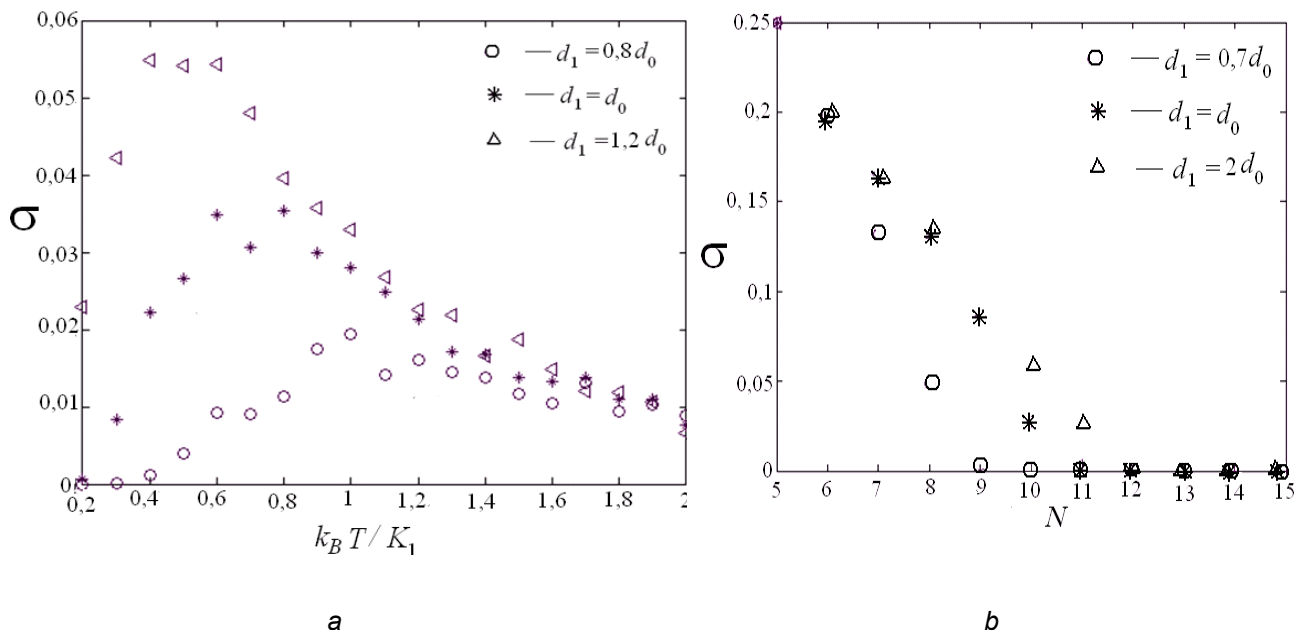 0,06
0,05
0,04
0,03
0,02
0,01
0
σ
0,2 0,4 0,6 0,8 1 1,2 1,4 1,6 1,8 2
k_B T / K_1
— d_1 = 0,8 d_0
— d_1 = d_0
— d_1 = 1,2 d_0
a
0.25
0,2
0,15
0,1
0,05
0
σ
5 6 7 8 9 10 11 12 13 14 15
N
— d_1 = 0,7 d_0
— d_1 = d_0
— d_1 = 2 d_0
b